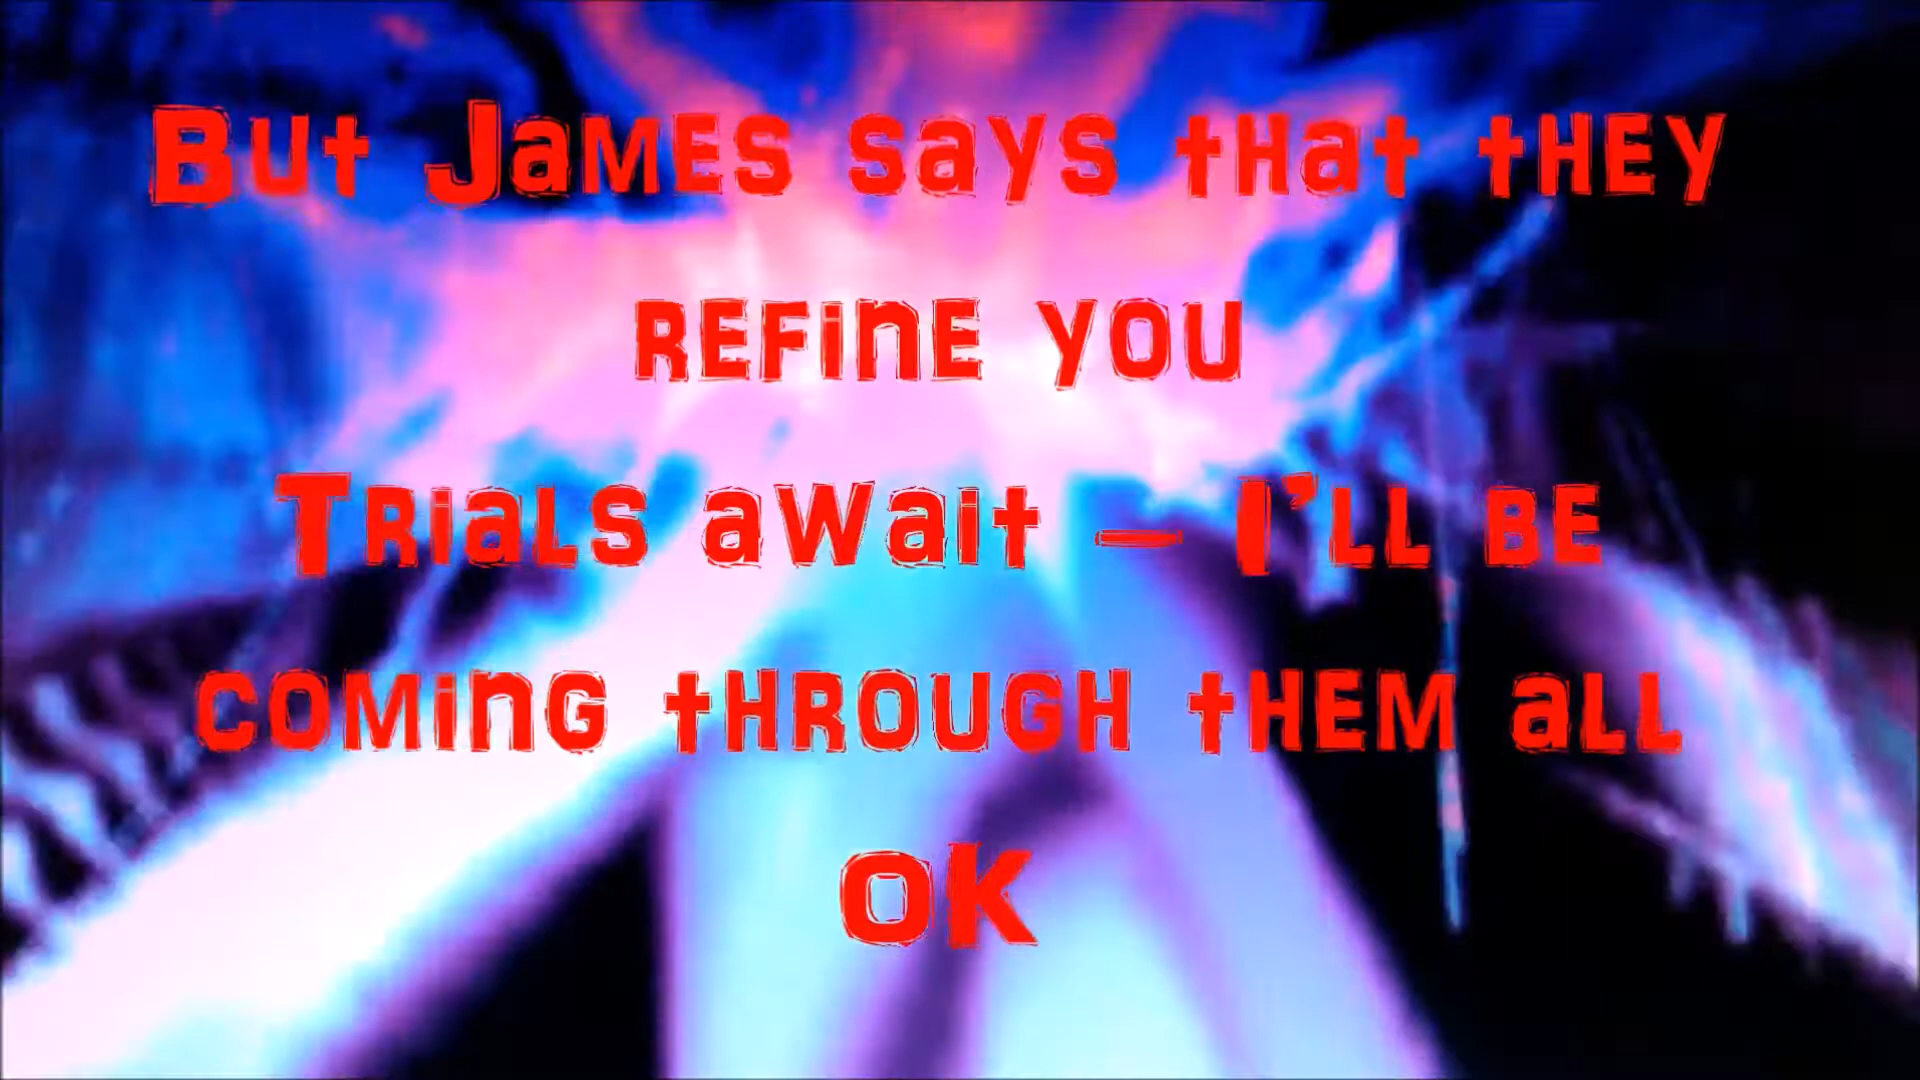 But James says that they
refine you
Trials await – I'll be
coming through them all
OK